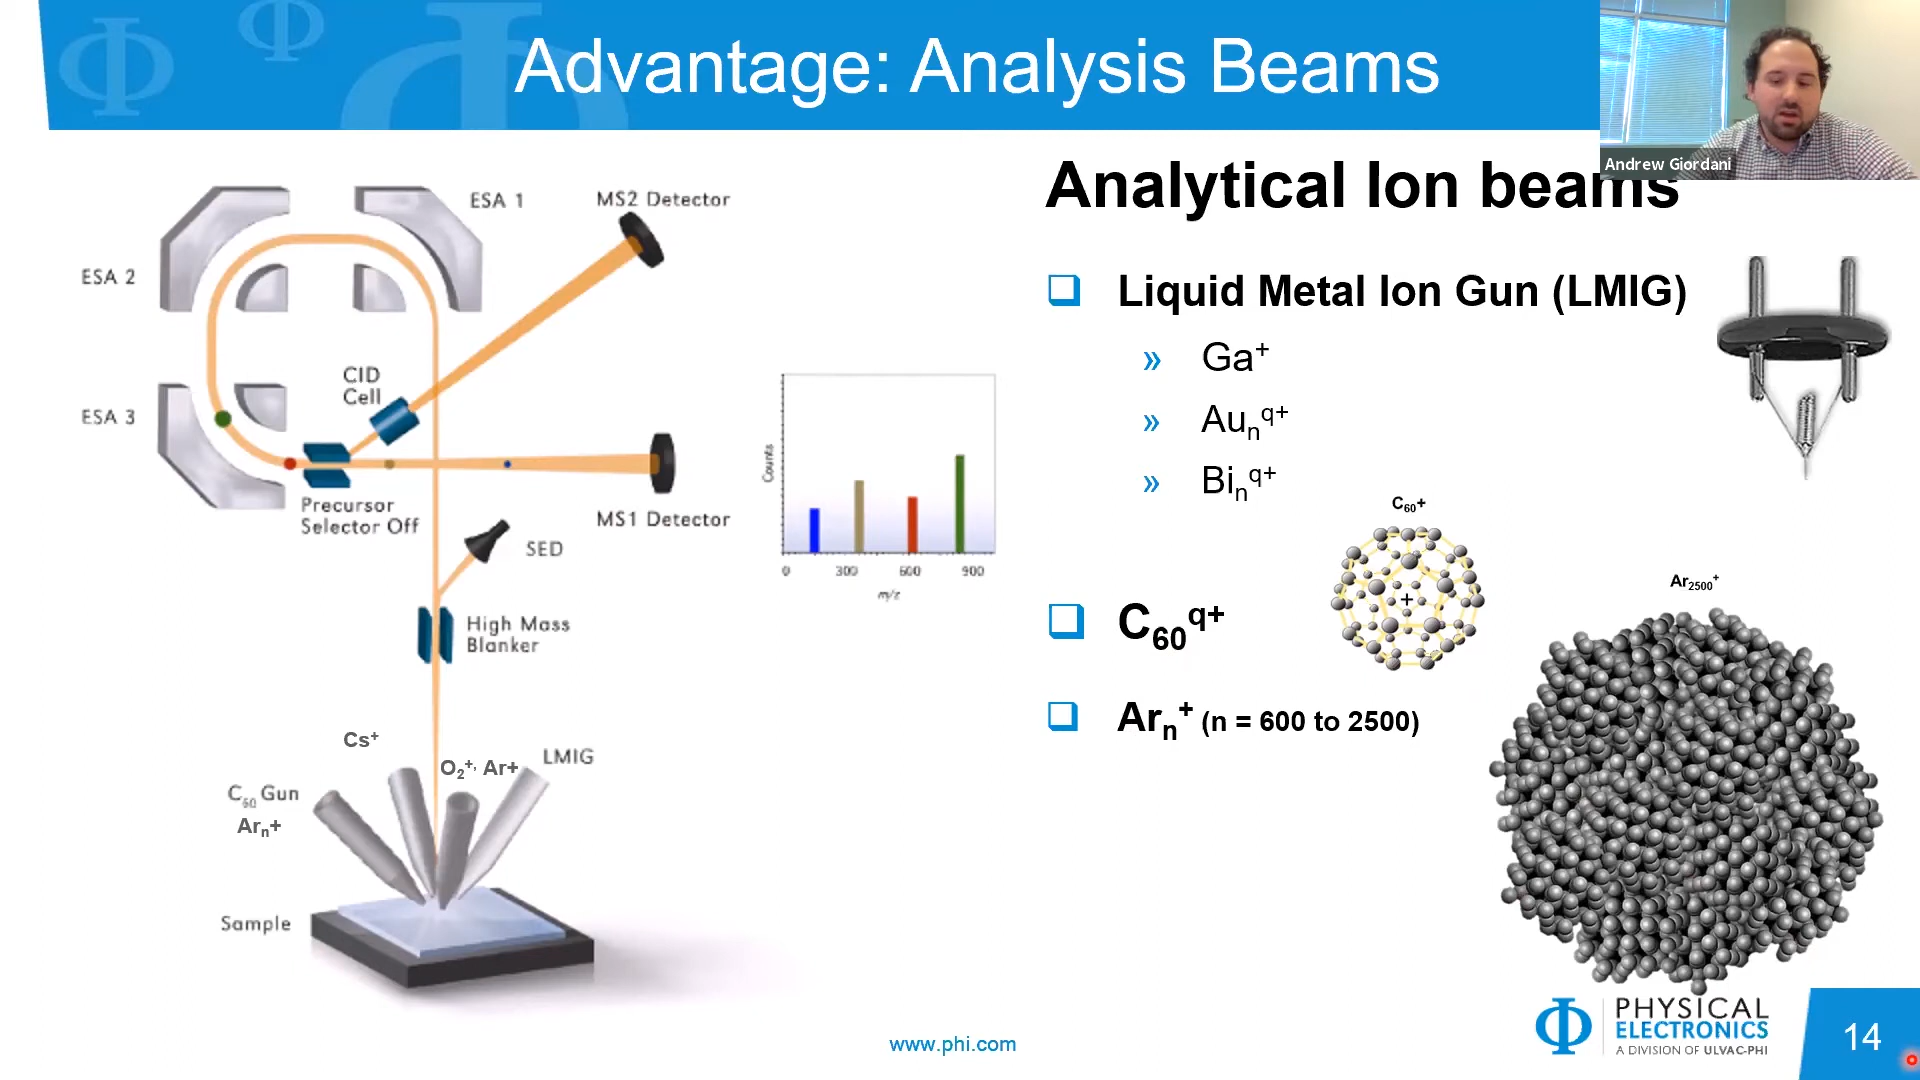 Advantage: Analysis Beams
Andrew Giordani
Analytical Ion beams
ESA 1
MS2 Detector
ESA 2
CID
Cell
ESA 3
Precursor
Selector Off
MS1 Detector
SED
High Mass
Blanker
Cs⁺
O₂⁺, Ar+
LMIG
C₆₀ Gun
Arₙ+
Sample
Counts
0 300 600 900
m/z
❑ Liquid Metal Ion Gun (LMIG)
» Ga⁺
» Auₙq⁺
» Biₙq⁺
C₆₀+
❑ C₆₀q⁺
Ar₂₅₀₀⁺
❑ Arₙ⁺ (n = 600 to 2500)
www.phi.com
PHYSICAL
ELECTRONICS
A DIVISION OF ULVAC-PHI
14